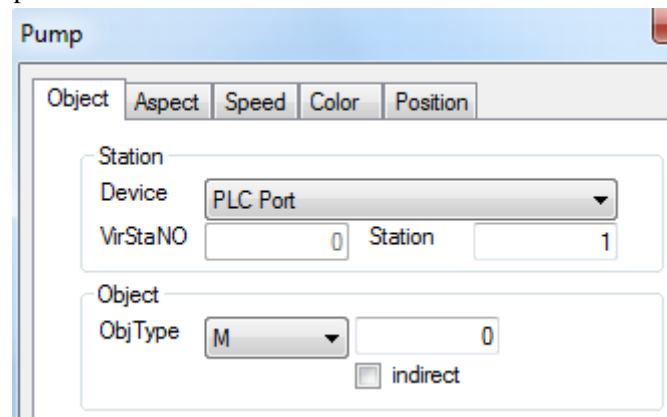 Pump
Object Aspect Speed Color Position
Station
Device PLC Port
VirStaNO 0 Station 1
Object
ObjType M 0
indirect